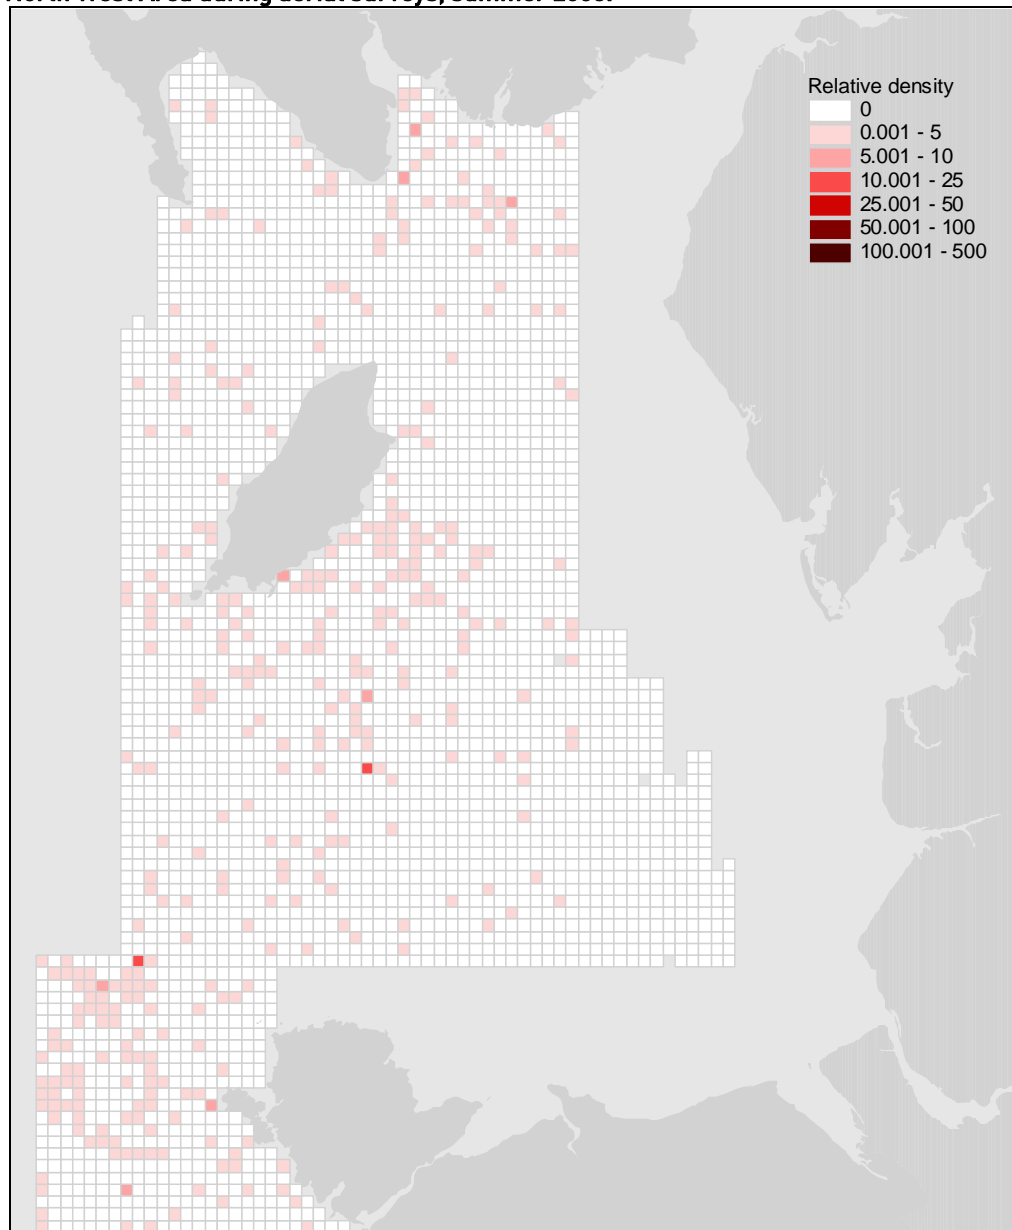 North West Area during aerial surveys, summer
Relative density
0
0.001 - 5
5.001 - 10
10.001 - 25
25.001 - 50
50.001 - 100
100.001 - 500